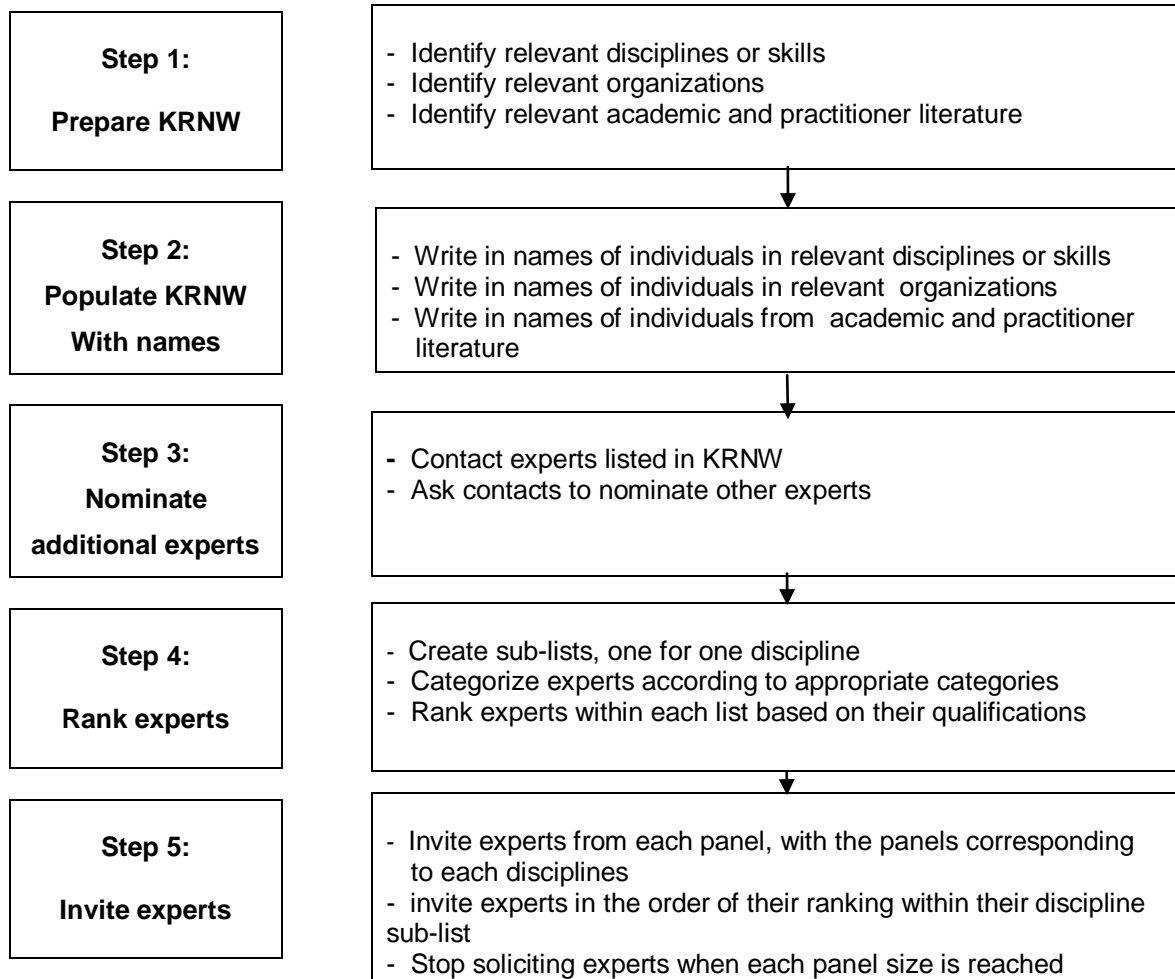 Step 1:
Prepare KRNW
- Identify relevant disciplines or skills
- Identify relevant organizations
- Identify relevant academic and practitioner literature
Step 2:
Populate KRNW
With names
- Write in names of individuals in relevant disciplines or skills
- Write in names of individuals in relevant organizations
- Write in names of individuals from academic and practitioner
literature
Step 3:
Nominate
additional experts
- Contact experts listed in KRNW
- Ask contacts to nominate other experts
Step 4:
Rank experts
- Create sub-lists, one for one discipline
- Categorize experts according to appropriate categories
- Rank experts within each list based on their qualifications
Step 5:
Invite experts
- Invite experts from each panel, with the panels corresponding
to each disciplines
- invite experts in the order of their ranking within their discipline
sub-list
- Stop soliciting experts when each panel size is reached